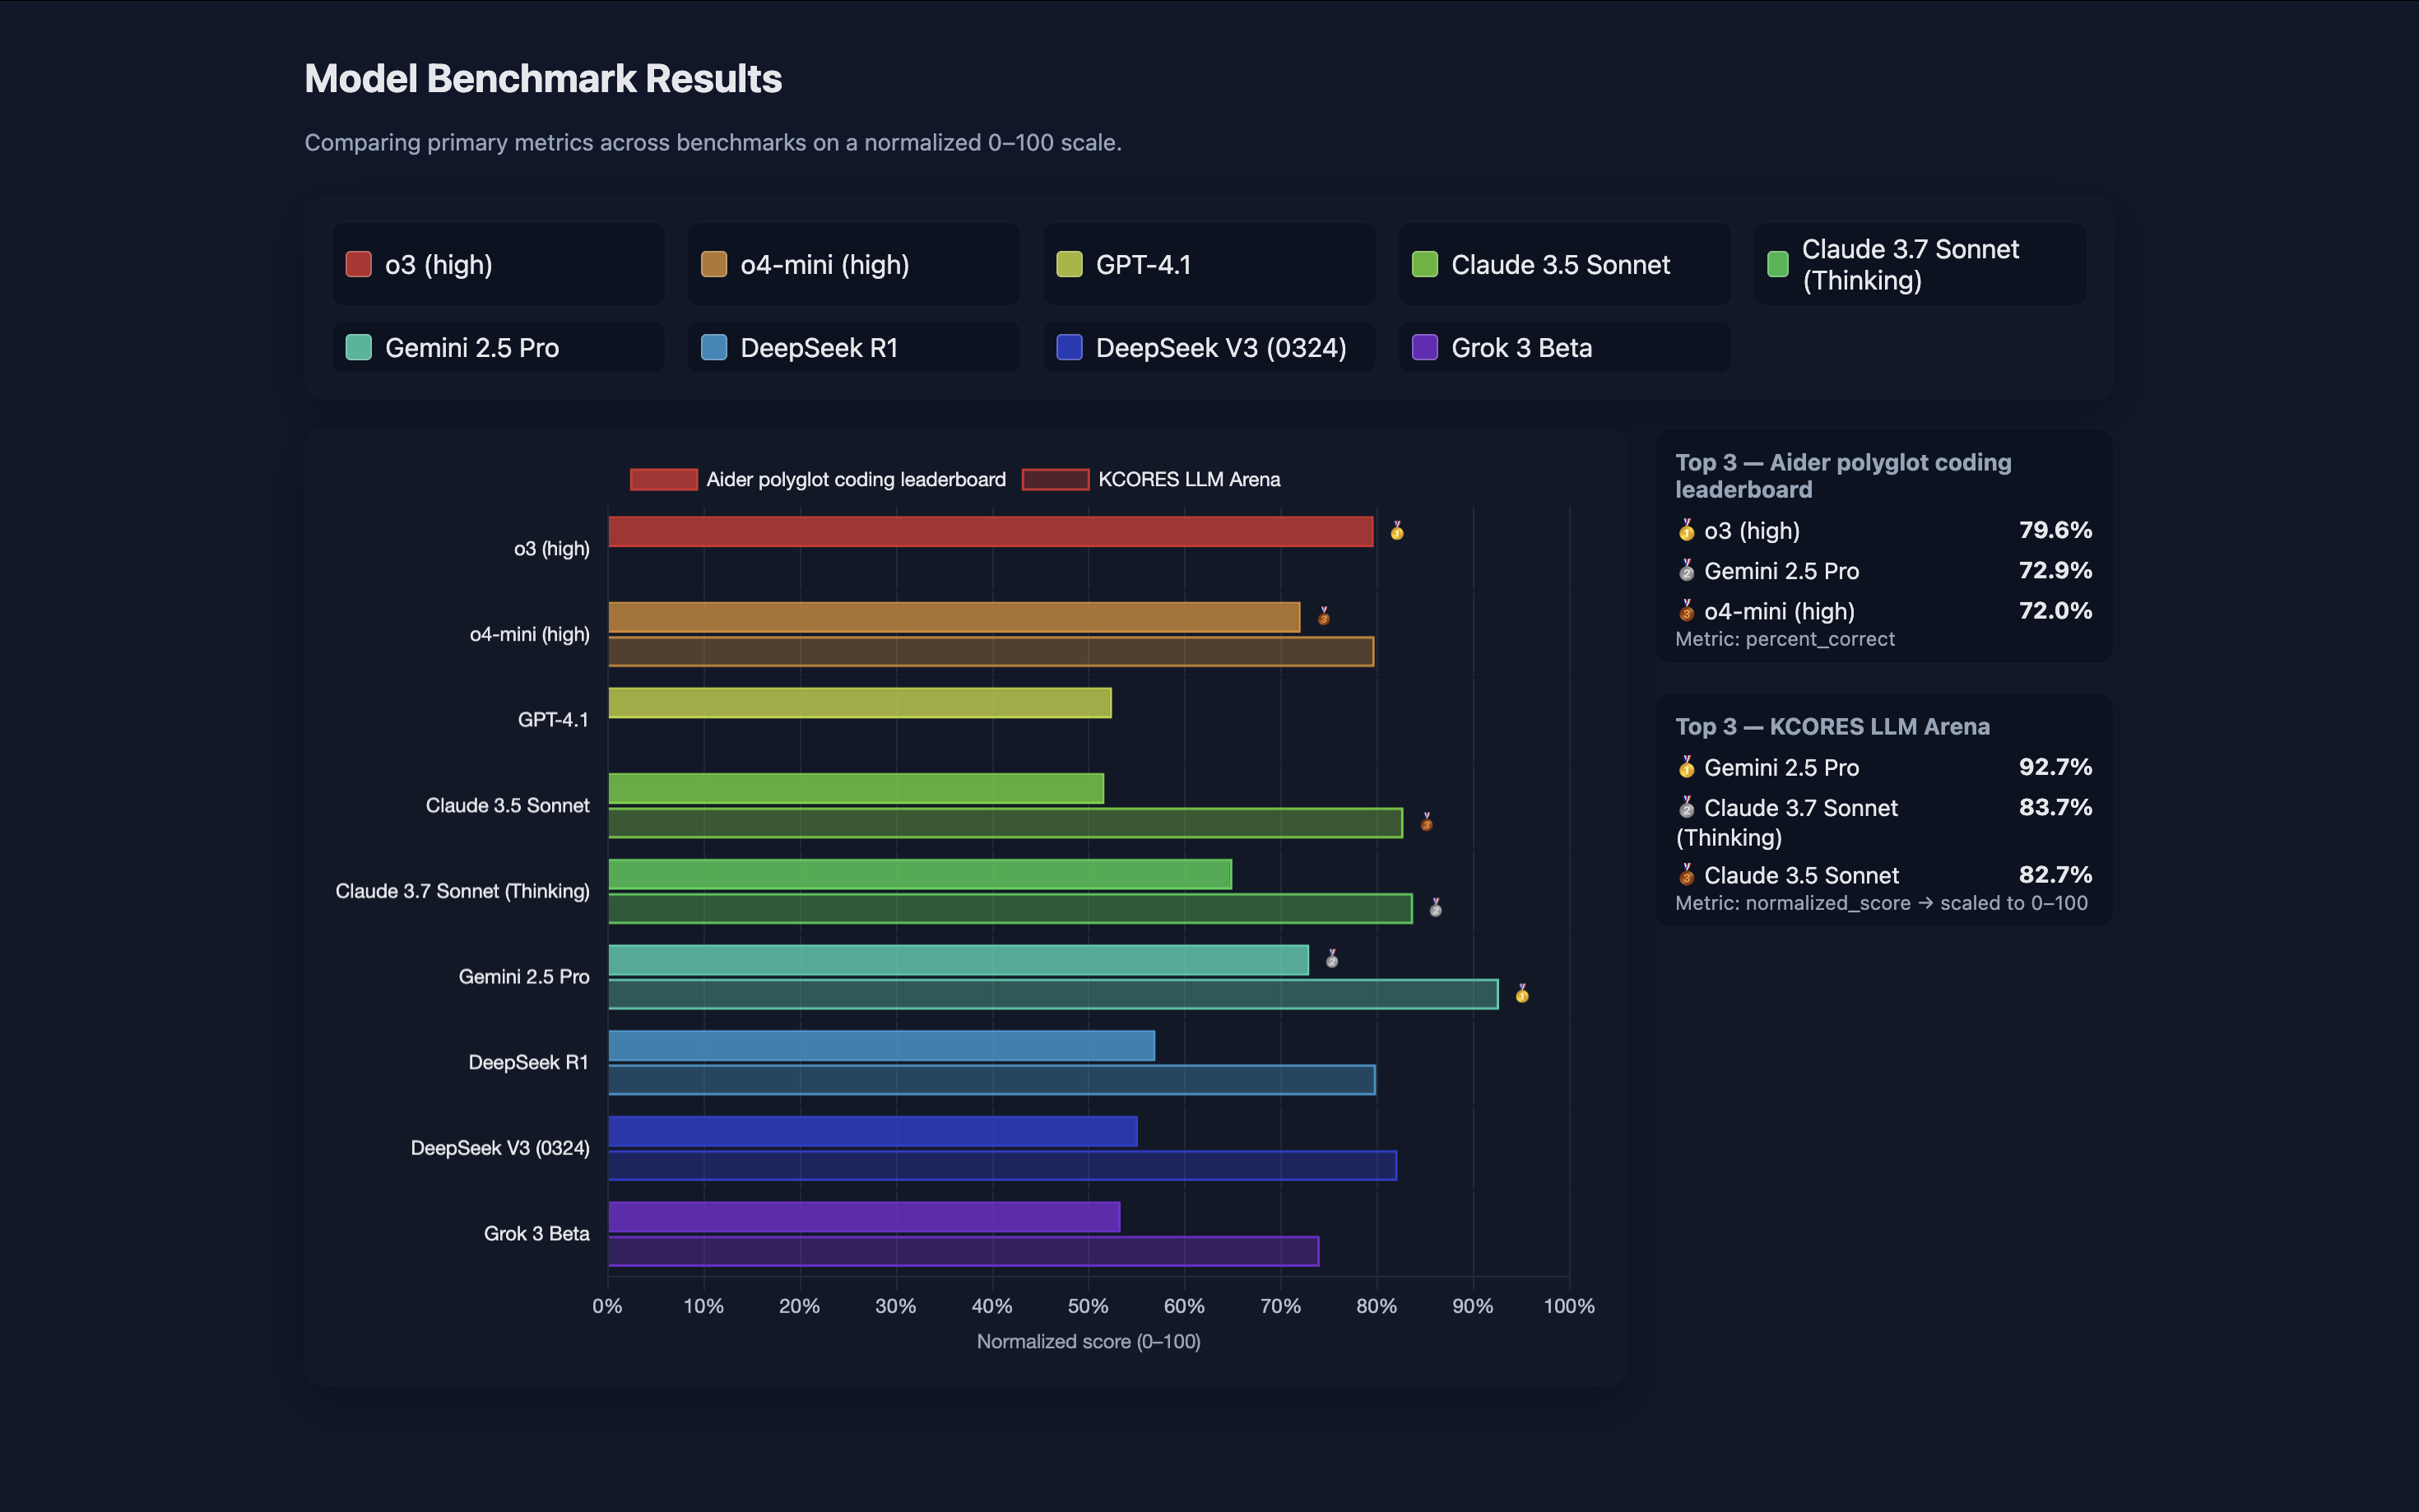 Model Benchmark Results
Comparing primary metrics across benchmarks on a normalized 0–100 scale.
o3 (high)
o4-mini (high)
GPT-4.1
Claude 3.5 Sonnet
Claude 3.7 Sonnet
(Thinking)
Gemini 2.5 Pro
DeepSeek R1
DeepSeek V3 (0324)
Grok 3 Beta
Aider polyglot coding leaderboard
KCORES LLM Arena
o3 (high)
1
o4-mini (high)
3
GPT-4.1
Claude 3.5 Sonnet
3
Claude 3.7 Sonnet (Thinking)
2
Gemini 2.5 Pro
2
1
DeepSeek R1
DeepSeek V3 (0324)
Grok 3 Beta
0% 10% 20% 30% 40% 50% 60% 70% 80% 90% 100%
Normalized score (0–100)
Top 3 — Aider polyglot coding
leaderboard
🥇 o3 (high) 79.6%
🥈 Gemini 2.5 Pro 72.9%
🥉 o4-mini (high) 72.0%
Metric: percent_correct
Top 3 — KCORES LLM Arena
🥇 Gemini 2.5 Pro 92.7%
🥈 Claude 3.7 Sonnet 83.7%
(Thinking)
🥉 Claude 3.5 Sonnet 82.7%
Metric: normalized_score → scaled to 0–100